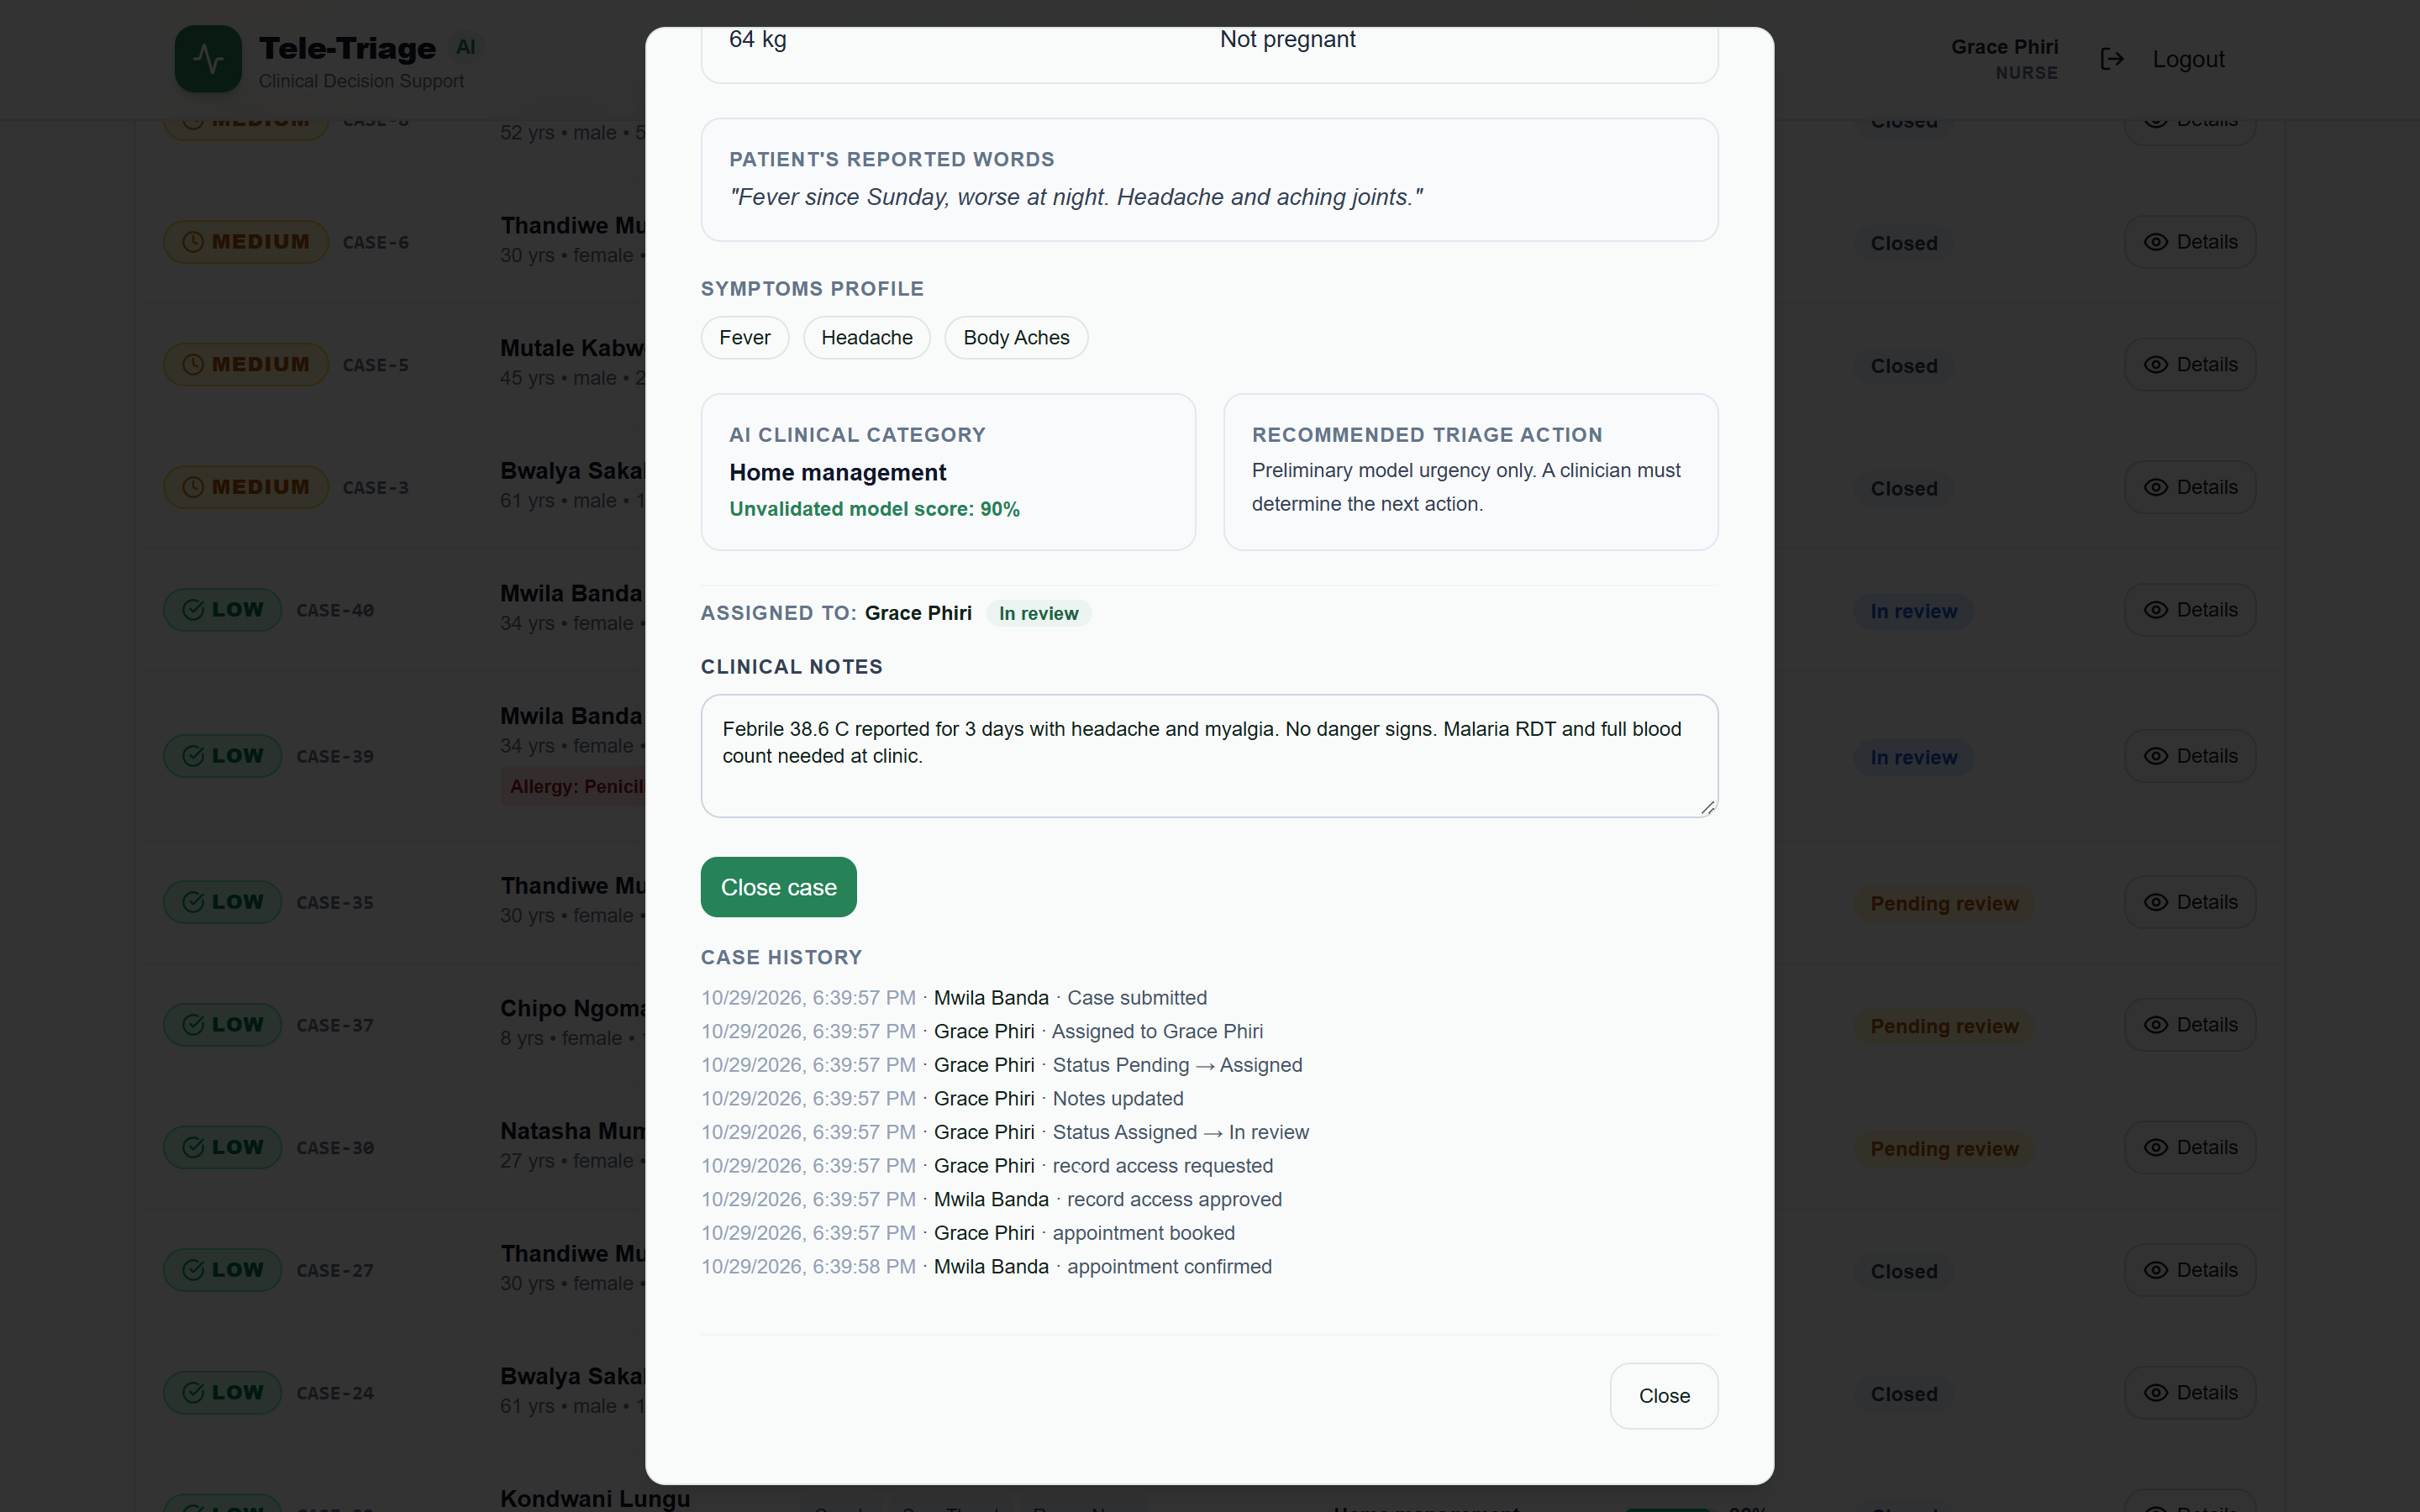 Tele-Triage AI
Clinical Decision Support
Grace Phiri
NURSE
Logout
MEDIUM CASE-8
52 yrs • male • 5
Closed
Details
MEDIUM CASE-6
Thandiwe Mu
30 yrs • female •
Closed
Details
MEDIUM CASE-5
Mutale Kabw
45 yrs • male • 2
Closed
Details
MEDIUM CASE-3
Bwalya Saka
61 yrs • male • 1
Closed
Details
LOW CASE-40
Mwila Banda
34 yrs • female •
In review
Details
LOW CASE-39
Mwila Banda
34 yrs • female •
Allergy: Penicil
In review
Details
LOW CASE-35
Thandiwe Mu
30 yrs • female •
Pending review
Details
LOW CASE-37
Chipo Ngoma
8 yrs • female •
Pending review
Details
LOW CASE-30
Natasha Mum
27 yrs • female •
Pending review
Details
LOW CASE-27
Thandiwe Mu
30 yrs • female •
Closed
Details
LOW CASE-24
Bwalya Saka
61 yrs • male • 1
Closed
Details
Kondwani Lungu
64 kg
Not pregnant
PATIENT'S REPORTED WORDS
"Fever since Sunday, worse at night. Headache and aching joints."
SYMPTOMS PROFILE
Fever
Headache
Body Aches
AI CLINICAL CATEGORY
Home management
Unvalidated model score: 90%
RECOMMENDED TRIAGE ACTION
Preliminary model urgency only. A clinician must
determine the next action.
ASSIGNED TO: Grace Phiri In review
CLINICAL NOTES
Febrile 38.6 C reported for 3 days with headache and myalgia. No danger signs. Malaria RDT and full blood
count needed at clinic.
Close case
CASE HISTORY
10/29/2026, 6:39:57 PM · Mwila Banda · Case submitted
10/29/2026, 6:39:57 PM · Grace Phiri · Assigned to Grace Phiri
10/29/2026, 6:39:57 PM · Grace Phiri · Status Pending → Assigned
10/29/2026, 6:39:57 PM · Grace Phiri · Notes updated
10/29/2026, 6:39:57 PM · Grace Phiri · Status Assigned → In review
10/29/2026, 6:39:57 PM · Grace Phiri · record access requested
10/29/2026, 6:39:57 PM · Mwila Banda · record access approved
10/29/2026, 6:39:57 PM · Grace Phiri · appointment booked
10/29/2026, 6:39:58 PM · Mwila Banda · appointment confirmed
Close